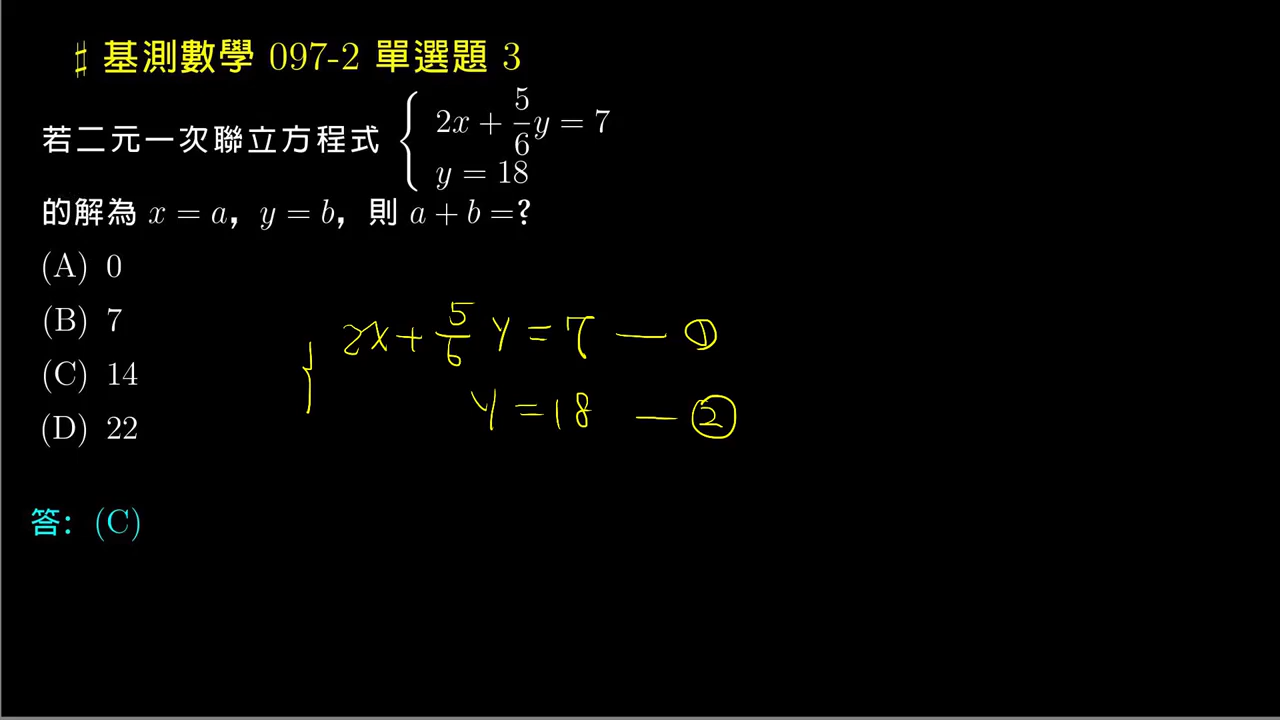 ♯ 基測數學 097-2 單選題 3
若二元一次聯立方程式 { 2x + 5/6 y = 7
y = 18
的解為 x = a，y = b，則 a + b =?
(A) 0
(B) 7
(C) 14
(D) 22
{ 2x + 5/6 y = 7 — ①
y = 18 — ②
答：(C)